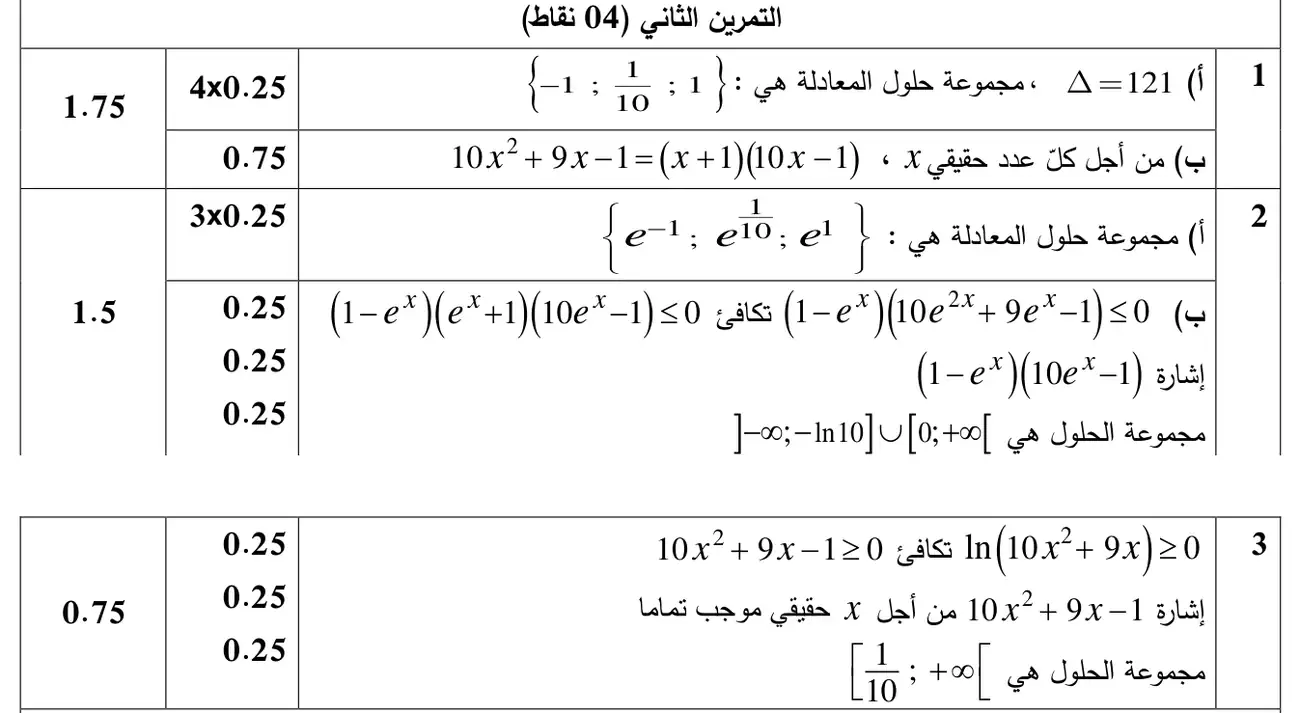 التمرين الثاني (04 نقاط)
1
أ) Δ = 121 ، مجموعة حلول المعادلة هي : {−1 ; 1/10 ; 1}
4x0.25
1.75
ب) من أجل كلّ عدد حقيقي x ، 10x² + 9x − 1 = (x + 1)(10x − 1)
0.75
2
أ) مجموعة حلول المعادلة هي : {e⁻¹ ; e^(1/10) ; e¹}
3x0.25
1.5
ب) (1 − eˣ)(10e²ˣ + 9eˣ − 1) ≤ 0 تكافئ (1 − eˣ)(eˣ + 1)(10eˣ − 1) ≤ 0
0.25
إشارة (1 − eˣ)(10eˣ − 1)
0.25
مجموعة الحلول هي ]−∞; −ln10] ∪ [0; +∞[
0.25
3
ln(10x² + 9x) ≥ 0 تكافئ 10x² + 9x − 1 ≥ 0
0.25
إشارة 10x² + 9x − 1 من أجل x حقيقي موجب تماما
0.25
0.75
مجموعة الحلول هي [1/10 ; +∞[
0.25